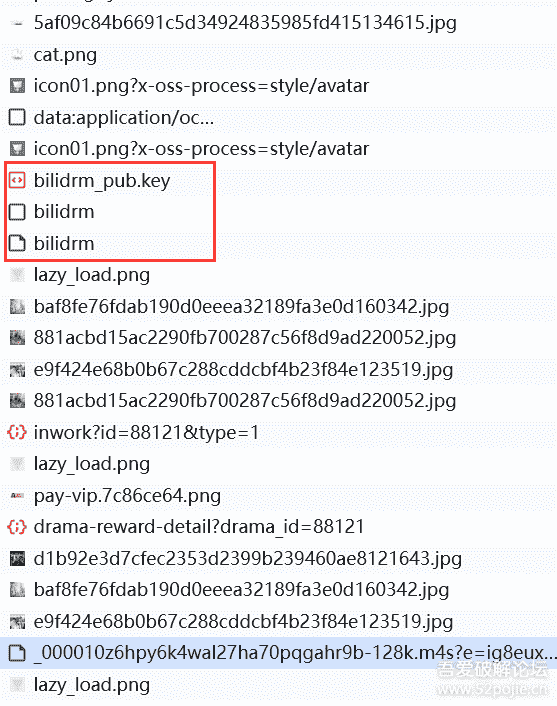 5af09c84b6691c5d34924835985fd415134615.jpg
cat.png
icon01.png?x-oss-process=style/avatar
data:application/oc...
icon01.png?x-oss-process=style/avatar
bilidrm_pub.key
bilidrm
bilidrm
lazy_load.png
baf8fe76fdab190d0eeea32189fa3e0d160342.jpg
881acbd15ac2290fb700287c56f8d9ad220052.jpg
e9f424e68b0b67c288cddcbf4b23f84e123519.jpg
881acbd15ac2290fb700287c56f8d9ad220052.jpg
inwork?id=88121&type=1
lazy_load.png
pay-vip.7c86ce64.png
drama-reward-detail?drama_id=88121
d1b92e3d7cfec2353d2399b239460ae8121643.jpg
baf8fe76fdab190d0eeea32189fa3e0d160342.jpg
e9f424e68b0b67c288cddcbf4b23f84e123519.jpg
_000010z6hpy6k4wal27ha70pqgahr9b-128k.m4s?e=ig8eux...
lazy_load.png
吾爱破解论坛
www.52pojie.cn